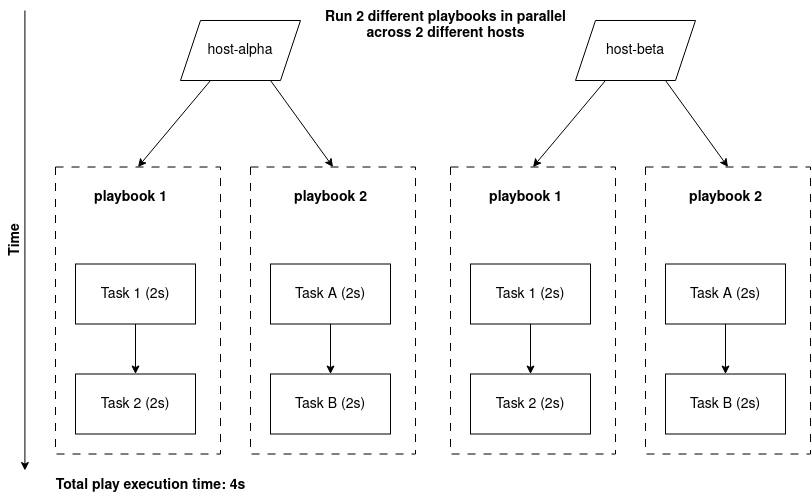 Run 2 different playbooks in parallel
across 2 different hosts
host-alpha
host-beta
playbook 1
playbook 2
playbook 1
playbook 2
Time
Task 1 (2s)
Task A (2s)
Task 1 (2s)
Task A (2s)
Task 2 (2s)
Task B (2s)
Task 2 (2s)
Task B (2s)
Total play execution time: 4s